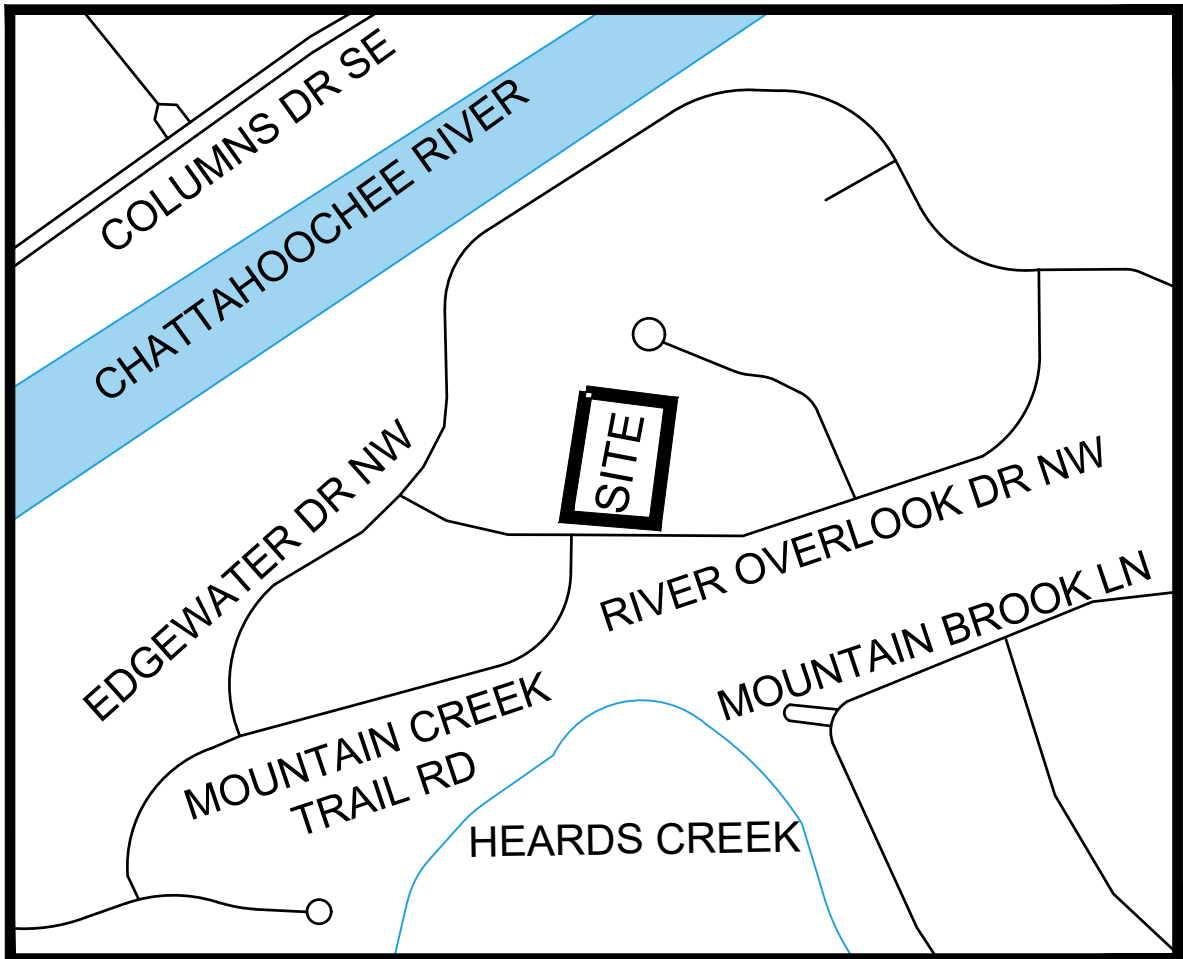 COLUMNS DR SE
CHATTAHOOCHEE RIVER
SITE
EDGEWATER DR NW
RIVER OVERLOOK DR NW
MOUNTAIN BROOK LN
MOUNTAIN CREEK
TRAIL RD
HEARDS CREEK